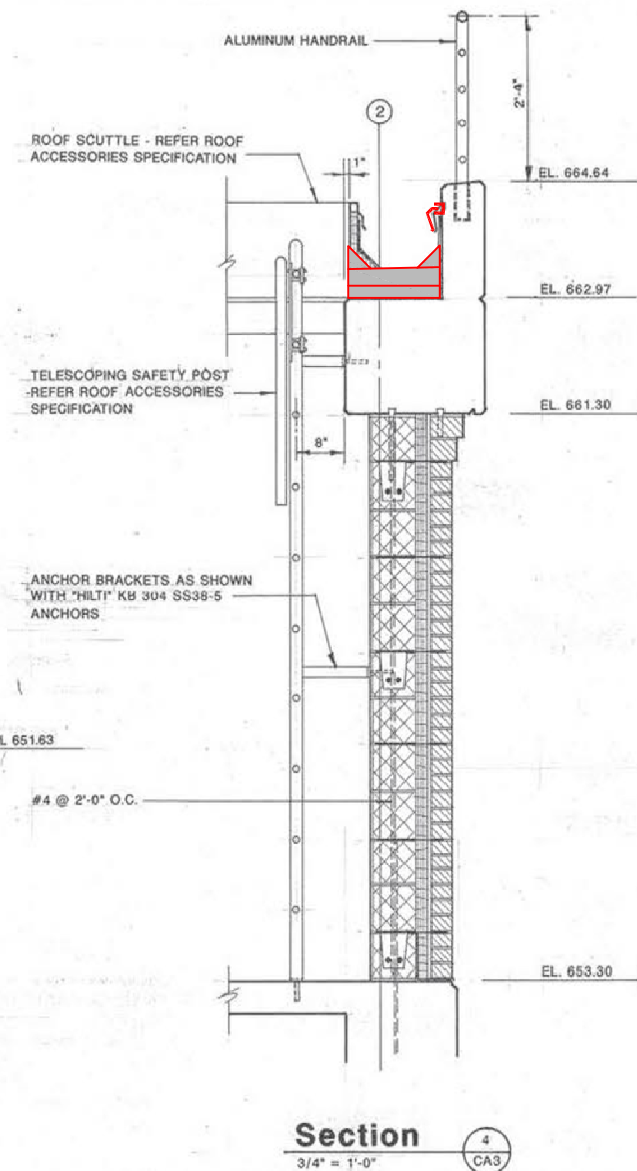 ALUMINUM HANDRAIL
2'-4"
2
ROOF SCUTTLE - REFER ROOF
ACCESSORIES SPECIFICATION
1"
EL. 664.64
EL. 662.97
TELESCOPING SAFETY POST
-REFER ROOF ACCESSORIES
SPECIFICATION
EL. 661.30
8"
ANCHOR BRACKETS AS SHOWN
WITH "HILTI" KB 304 SS38-5
ANCHORS
L 651.63
#4 @ 2'-0" O.C.
EL. 653.30
Section
3/4" = 1'-0"
4
CA3